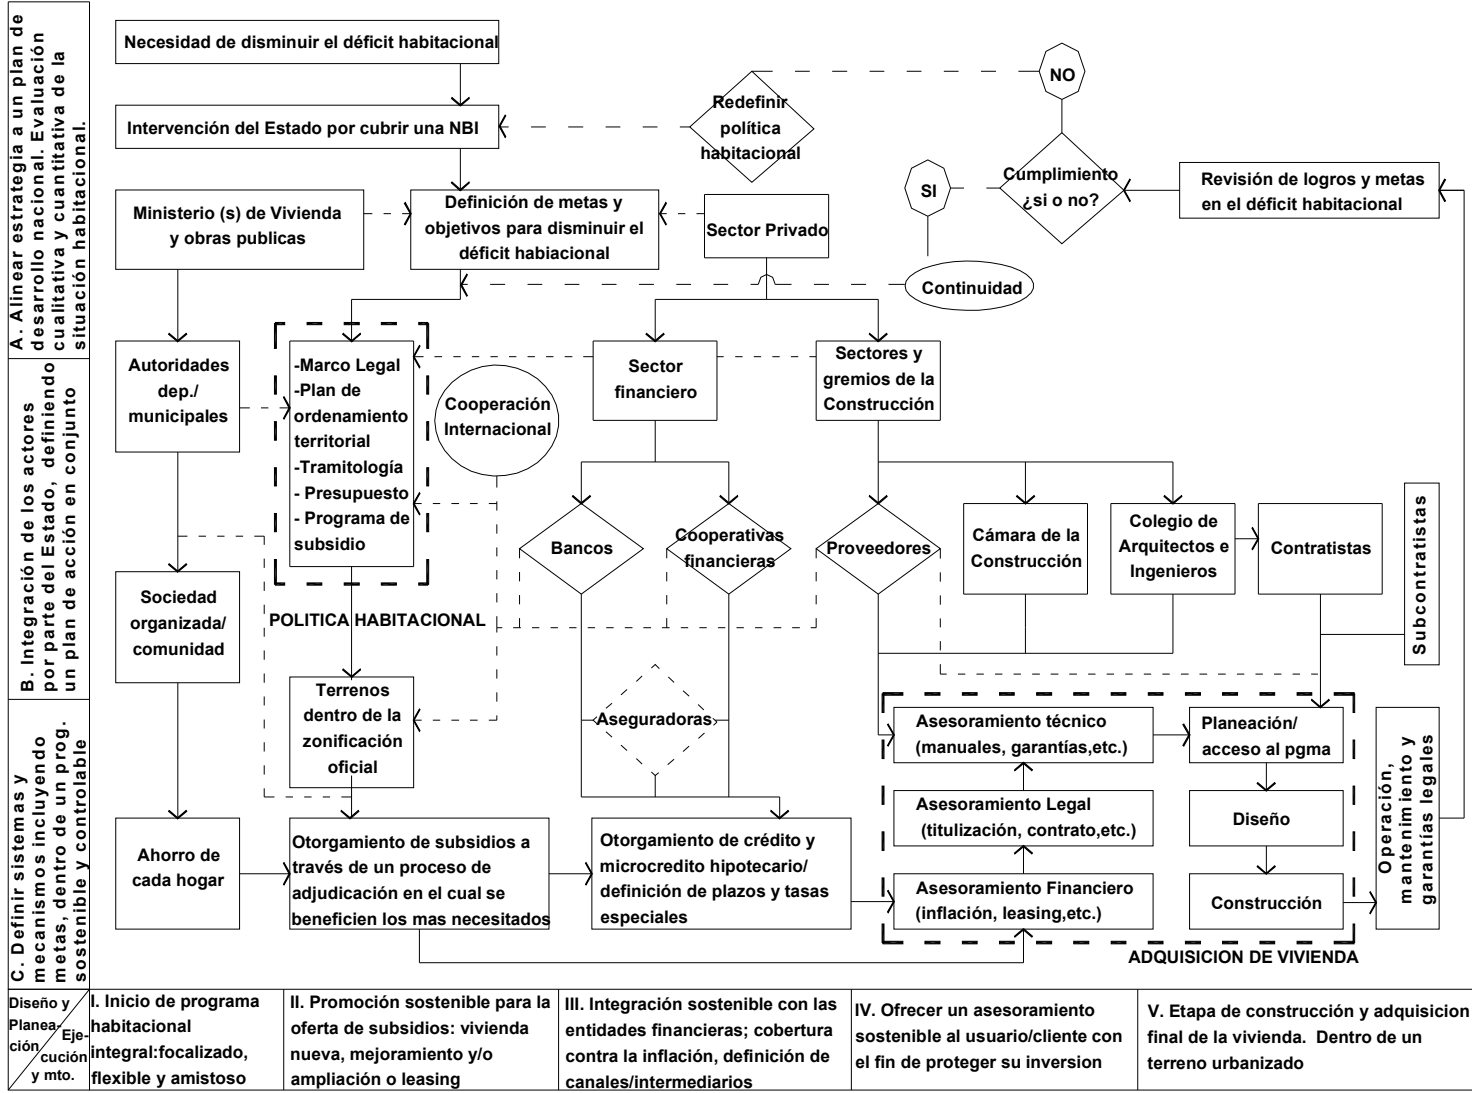 A. Alinear estrategia a un plan de
desarrollo nacional. Evaluación
cualitativa y cuantitativa de la
situación habitacional.
B. Integración de los actores
por parte del Estado, definiendo
un plan de acción en conjunto
C. Definir sistemas y
mecanismos incluyendo
metas, dentro de un prog.
sostenible y controlable
Necesidad de disminuir el déficit habitacional
Intervención del Estado por cubrir una NBI
Redefinir
política
habitacional
NO
SI
Cumplimiento
¿si o no?
Revisión de logros y metas
en el déficit habitacional
Ministerio (s) de Vivienda
y obras publicas
Definición de metas y
objetivos para disminuir el
déficit habiacional
Sector Privado
Continuidad
Autoridades
dep./
municipales
-Marco Legal
-Plan de
ordenamiento
territorial
-Tramitología
- Presupuesto
- Programa de
subsidio
Cooperación
Internacional
Sector
financiero
Sectores y
gremios de la
Construcción
Bancos
Cooperativas
financieras
Proveedores
Cámara de la
Construcción
Colegio de
Arquitectos e
Ingenieros
Contratistas
Subcontratistas
Sociedad
organizada/
comunidad
POLITICA HABITACIONAL
Terrenos
dentro de la
zonificación
oficial
Aseguradoras
Asesoramiento técnico
(manuales, garantías,etc.)
Planeación/
acceso al pgma
Asesoramiento Legal
(titulización, contrato,etc.)
Diseño
Asesoramiento Financiero
(inflación, leasing,etc.)
Construcción
Operación,
mantenimiento y
garantías legales
Ahorro de
cada hogar
Otorgamiento de subsidios a
través de un proceso de
adjudicación en el cual se
beneficien los mas necesitados
Otorgamiento de crédito y
microcredito hipotecario/
definición de plazos y tasas
especiales
ADQUISICION DE VIVIENDA
Diseño y
Planea-
ción
Eje-
cución
y mto.
I. Inicio de programa
habitacional
integral:focalizado,
flexible y amistoso
II. Promoción sostenible para la
oferta de subsidios: vivienda
nueva, mejoramiento y/o
ampliación o leasing
III. Integración sostenible con las
entidades financieras; cobertura
contra la inflación, definición de
canales/intermediarios
IV. Ofrecer un asesoramiento
sostenible al usuario/cliente con
el fin de proteger su inversion
V. Etapa de construcción y adquisicion
final de la vivienda. Dentro de un
terreno urbanizado